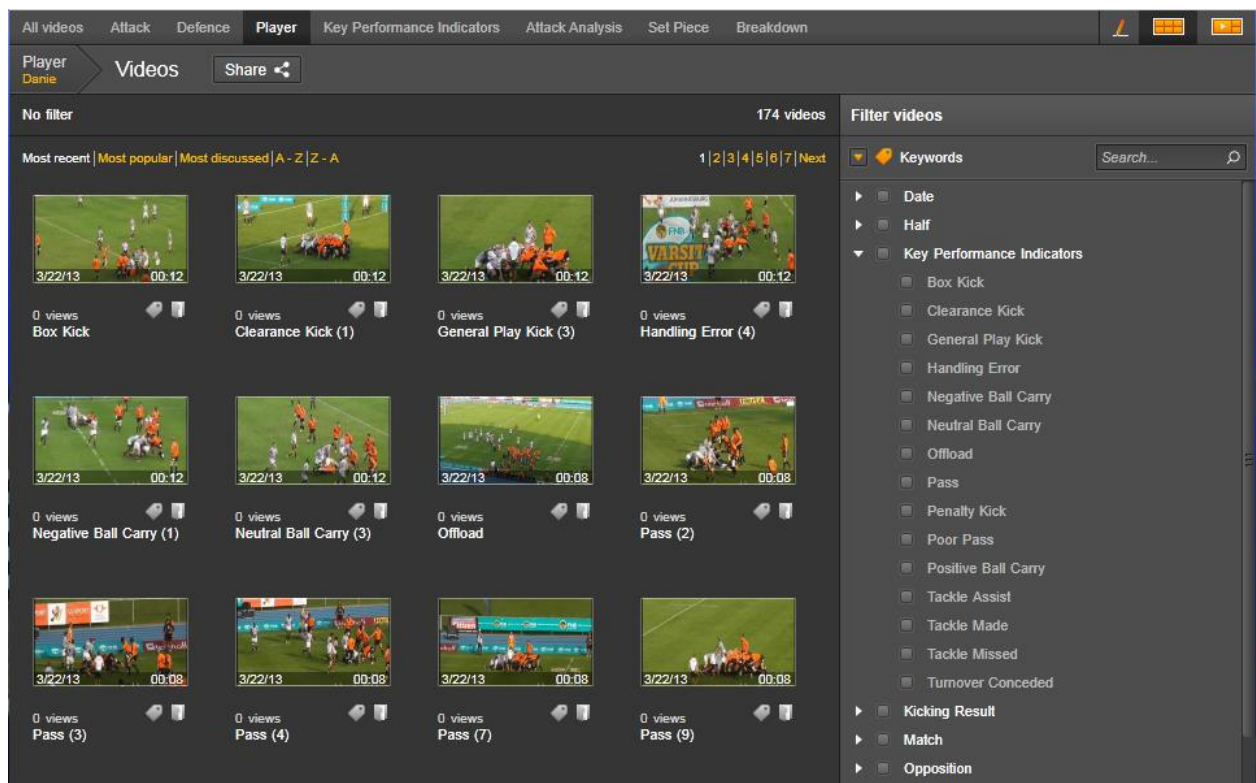 All videos Attack Defence Player Key Performance Indicators Attack Analysis Set Piece Breakdown
Player
Danie
Videos
Share
No filter 174 videos
Most recent|Most popular|Most discussed|A - Z|Z - A 1|2|3|4|5|6|7|Next
JOHANNESBURG
FNB
VARSITY
CUP
3/22/13 00:12 3/22/13 00:12 3/22/13 00:12 3/22/13 00:12
0 views 0 views 0 views 0 views
Box Kick Clearance Kick (1) General Play Kick (3) Handling Error (4)
3/22/13 00:12 3/22/13 00:12 3/22/13 00:08 3/22/13 00:08
0 views 0 views 0 views 0 views
Negative Ball Carry (1) Neutral Ball Carry (3) Offload Pass (2)
3/22/13 00:08 3/22/13 00:08 3/22/13 00:08 3/22/13 00:08
0 views 0 views 0 views 0 views
Pass (3) Pass (4) Pass (7) Pass (9)
Filter videos
Keywords Search...
Date
Half
Key Performance Indicators
Box Kick
Clearance Kick
General Play Kick
Handling Error
Negative Ball Carry
Neutral Ball Carry
Offload
Pass
Penalty Kick
Poor Pass
Positive Ball Carry
Tackle Assist
Tackle Made
Tackle Missed
Turnover Conceded
Kicking Result
Match
Opposition